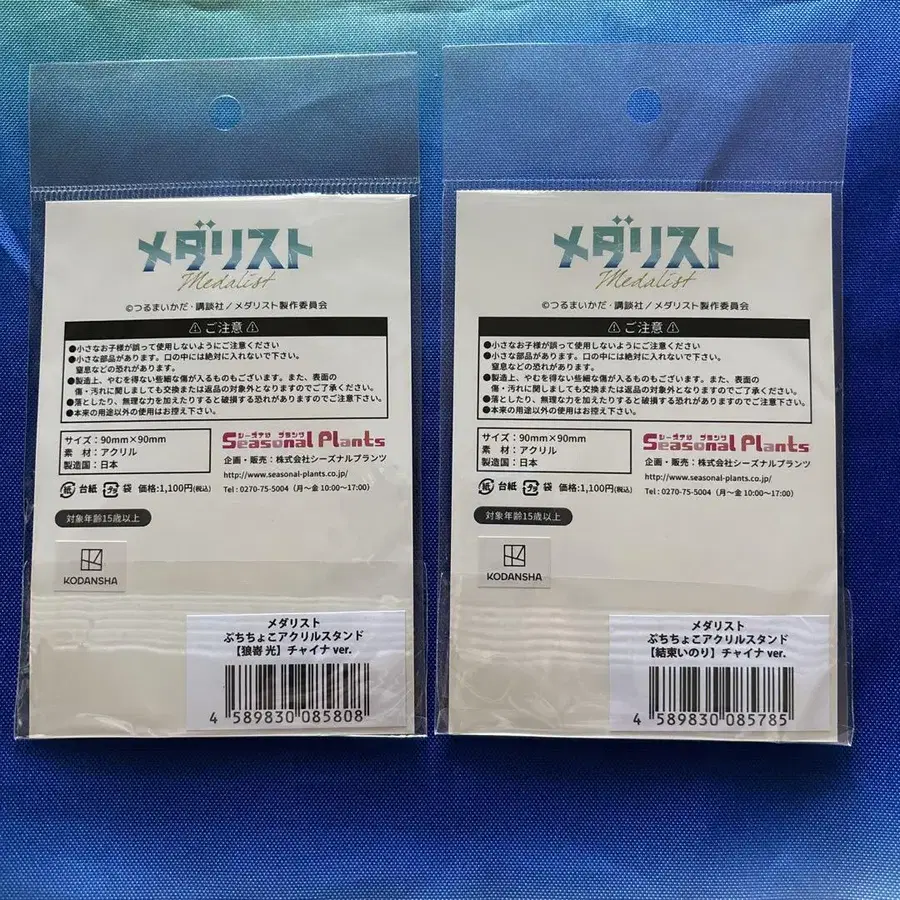 メダリスト
Medalist
©つるまいかだ・講談社/メダリスト製作委員会
⚠ご注意⚠
●小さなお子様が誤って使用しないようにご注意ください
●小さな部品があります。口の中には絶対に入れないで下さい。
窒息などの恐れがあります。
●製造上、やむを得ない些細な傷が入るものもございます。また、表面の
傷・汚れに関しましても交換または返品の対象外となりますのでご了承ください。
●落としたり、無理な力を加えたりすると破損する恐れがありますのでご注意下さい。
●本来の用途以外の使用はお控え下さい。
サイズ:90mm×90mm
素 材:アクリル
製造国:日本
シーズナル プランツ
Seasonal Plants
企画・販売:株式会社シーズナルプランツ
http://www.seasonal-plants.co.jp/
紙 台紙 プラ 袋 価格:1,100円(税込)
Tel : 0270-75-5004(月〜金 10:00〜17:00)
対象年齢15歳以上
KODANSHA
メダリスト
ぷちちょこアクリルスタンド
【狼嵜 光】チャイナ ver.
4 589830 085808
メダリスト
Medalist
©つるまいかだ・講談社/メダリスト製作委員会
⚠ご注意⚠
●小さなお子様が誤って使用しないようにご注意ください
●小さな部品があります。口の中には絶対に入れないで下さい。
窒息などの恐れがあります。
●製造上、やむを得ない些細な傷が入るものもございます。また、表面の
傷・汚れに関しましても交換または返品の対象外となりますのでご了承ください。
●落としたり、無理な力を加えたりすると破損する恐れがありますのでご注意下さい。
●本来の用途以外の使用はお控え下さい。
サイズ:90mm×90mm
素 材:アクリル
製造国:日本
シーズナル プランツ
Seasonal Plants
企画・販売:株式会社シーズナルプランツ
http://www.seasonal-plants.co.jp/
紙 台紙 プラ 袋 価格:1,100円(税込)
Tel : 0270-75-5004(月〜金 10:00〜17:00)
対象年齢15歳以上
KODANSHA
メダリスト
ぷちちょこアクリルスタンド
【結束いのり】チャイナ ver.
4 589830 085785